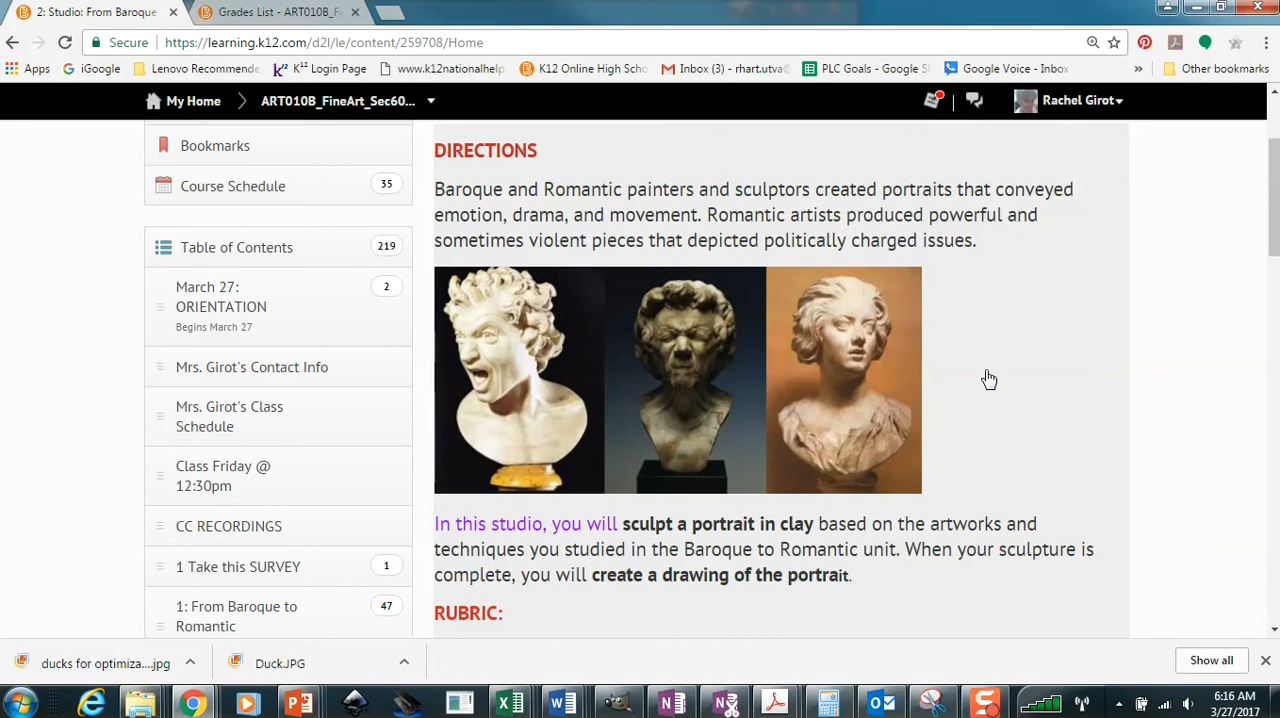 2: Studio: From Baroque
Grades List - ART010B_F
Secure
https://learning.k12.com/d2l/le/content/259708/Home
Apps
iGoogle
Lenovo Recommende
K12 Login Page
www.k12nationalhelp
K12 Online High Scho
Inbox (3) - rhart.utva@
PLC Goals - Google S
Google Voice - Inbox
»
Other bookmarks
My Home
ART010B_FineArt_Sec60...
Rachel Girot
Bookmarks
Course Schedule
35
Table of Contents
219
March 27:
ORIENTATION
2
Begins March 27
Mrs. Girot's Contact Info
Mrs. Girot's Class
Schedule
Class Friday @
12:30pm
CC RECORDINGS
1 Take this SURVEY
1
1: From Baroque to
Romantic
47
DIRECTIONS
Baroque and Romantic painters and sculptors created portraits that conveyed
emotion, drama, and movement. Romantic artists produced powerful and
sometimes violent pieces that depicted politically charged issues.
In this studio, you will sculpt a portrait in clay based on the artworks and
techniques you studied in the Baroque to Romantic unit. When your sculpture is
complete, you will create a drawing of the portrait.
RUBRIC:
ducks for optimiza....jpg
Duck.JPG
Show all
6:16 AM
3/27/2017